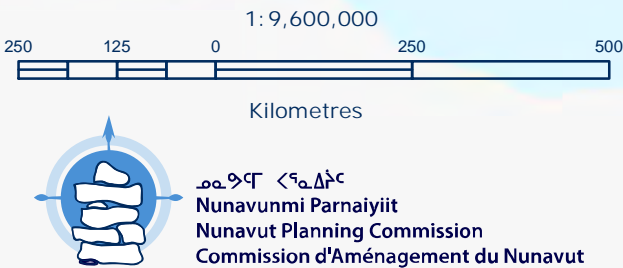 1:9,600,000
250 125 0 250 500
Kilometres
ᓄᓇᕗᒻᒥ ᐸᕐᓇᐃᔩᑦ
Nunavunmi Parnaiyiit
Nunavut Planning Commission
Commission d'Aménagement du Nunavut